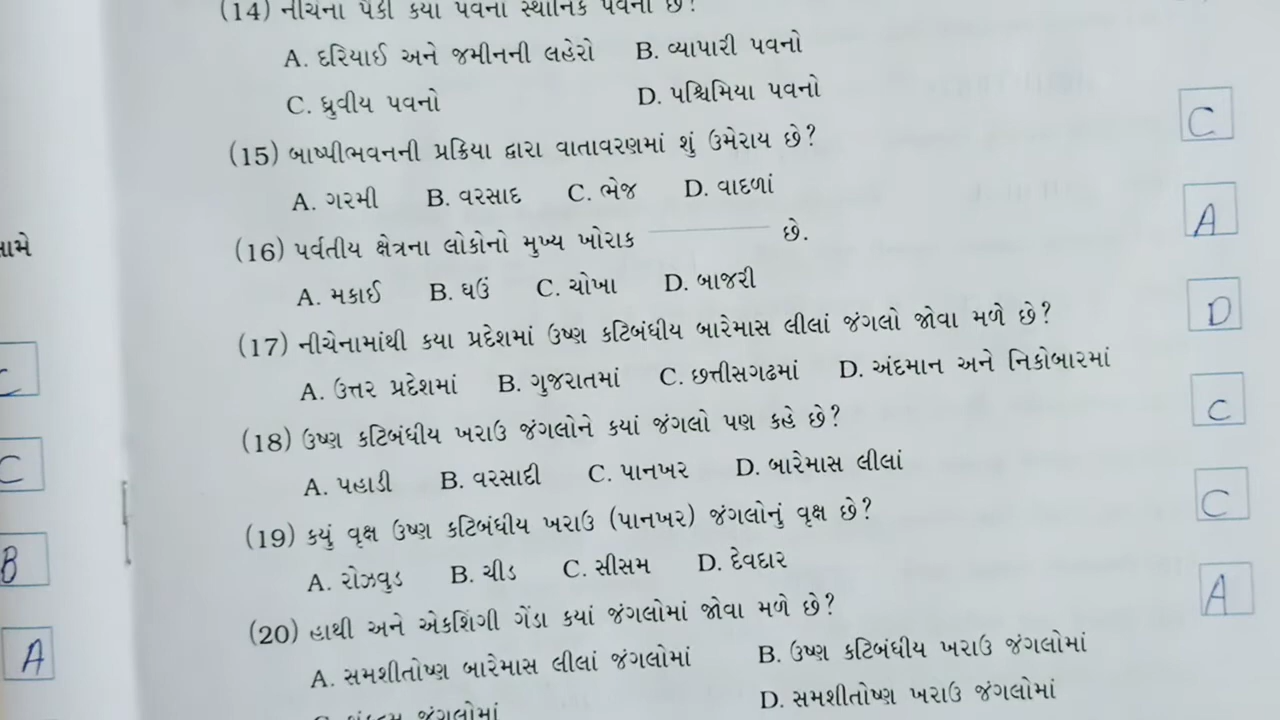 (14) નીચેના પૈકી કયા પવનો સ્થાનિક પવનો છે?
A. દરિયાઈ અને જમીનની લહેરો B. વ્યાપારી પવનો
C. ધ્રુવીય પવનો D. પશ્ચિમિયા પવનો
(15) બાષ્પીભવનની પ્રક્રિયા દ્વારા વાતાવરણમાં શું ઉમેરાય છે? C
A. ગરમી B. વરસાદ C. ભેજ D. વાદળાં
(16) પર્વતીય ક્ષેત્રના લોકોનો મુખ્ય ખોરાક ________ છે. A
A. મકાઈ B. ઘઉં C. ચોખા D. બાજરી
(17) નીચેનામાંથી કયા પ્રદેશમાં ઉષ્ણ કટિબંધીય બારેમાસ લીલાં જંગલો જોવા મળે છે? D
A. ઉત્તર પ્રદેશમાં B. ગુજરાતમાં C. છત્તીસગઢમાં D. અંદમાન અને નિકોબારમાં
(18) ઉષ્ણ કટિબંધીય ખરાઉ જંગલોને કયાં જંગલો પણ કહે છે? C
A. પહાડી B. વરસાદી C. પાનખર D. બારેમાસ લીલાં
(19) કયું વૃક્ષ ઉષ્ણ કટિબંધીય ખરાઉ (પાનખર) જંગલોનું વૃક્ષ છે? C
A. રોઝવુડ B. ચીડ C. સીસમ D. દેવદાર
(20) હાથી અને એકશિંગી ગેંડા કયાં જંગલોમાં જોવા મળે છે? A
A. સમશીતોષ્ણ બારેમાસ લીલાં જંગલોમાં B. ઉષ્ણ કટિબંધીય ખરાઉ જંગલોમાં
જંગલોમાં D. સમશીતોષ્ણ ખરાઉ જંગલોમાં
C
C
B
A